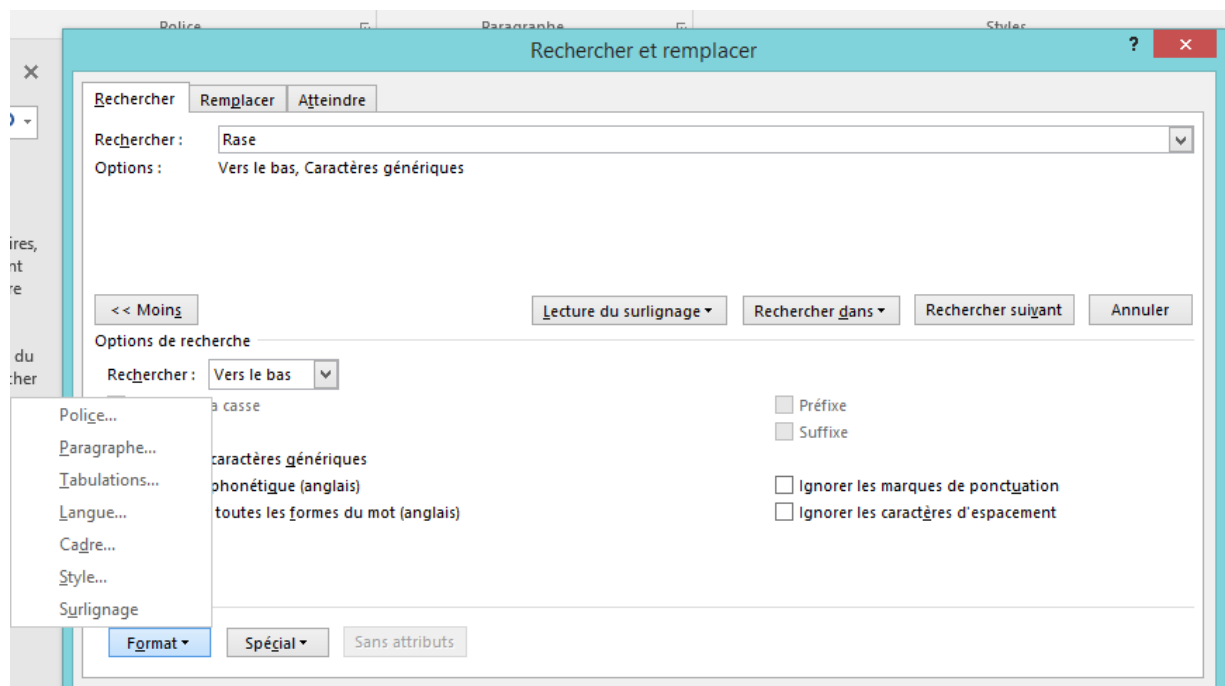 Police Paragraphe Styles
Rechercher et remplacer ? ×
Rechercher Remplacer Atteindre
Rechercher : Rase
Options : Vers le bas, Caractères génériques
ires,
nt
re
<< Moins Lecture du surlignage Rechercher dans Rechercher suivant Annuler
Options de recherche
du
cher
Rechercher : Vers le bas
a casse Préfixe
Suffixe
caractères génériques
phonétique (anglais) Ignorer les marques de ponctuation
toutes les formes du mot (anglais) Ignorer les caractères d'espacement
Police...
Paragraphe...
Tabulations...
Langue...
Cadre...
Style...
Surlignage
Format Spécial Sans attributs